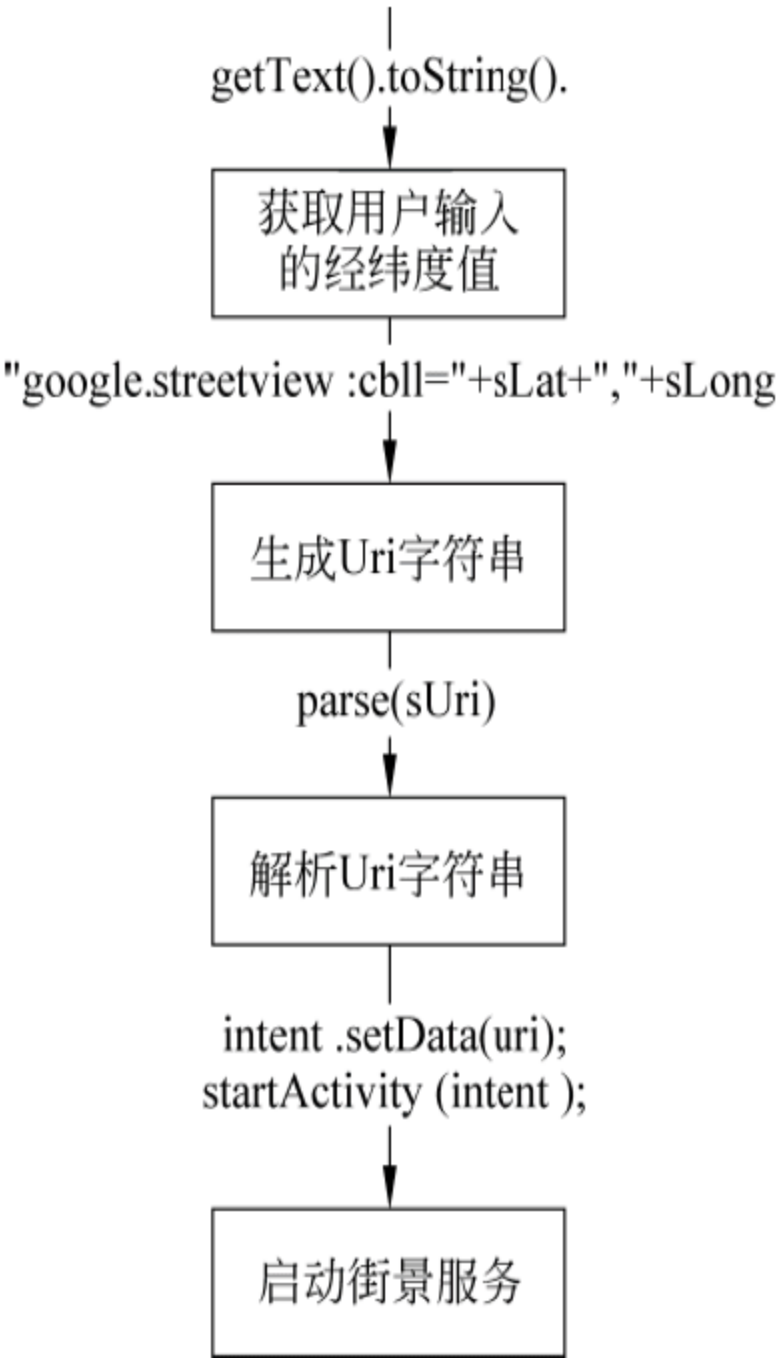 getText().toString().
获取用户输入
的经纬度值
"google.streetview :cbll="+sLat+","+sLong
生成Uri字符串
parse(sUri)
解析Uri字符串
intent .setData(uri);
startActivity (intent );
启动街景服务